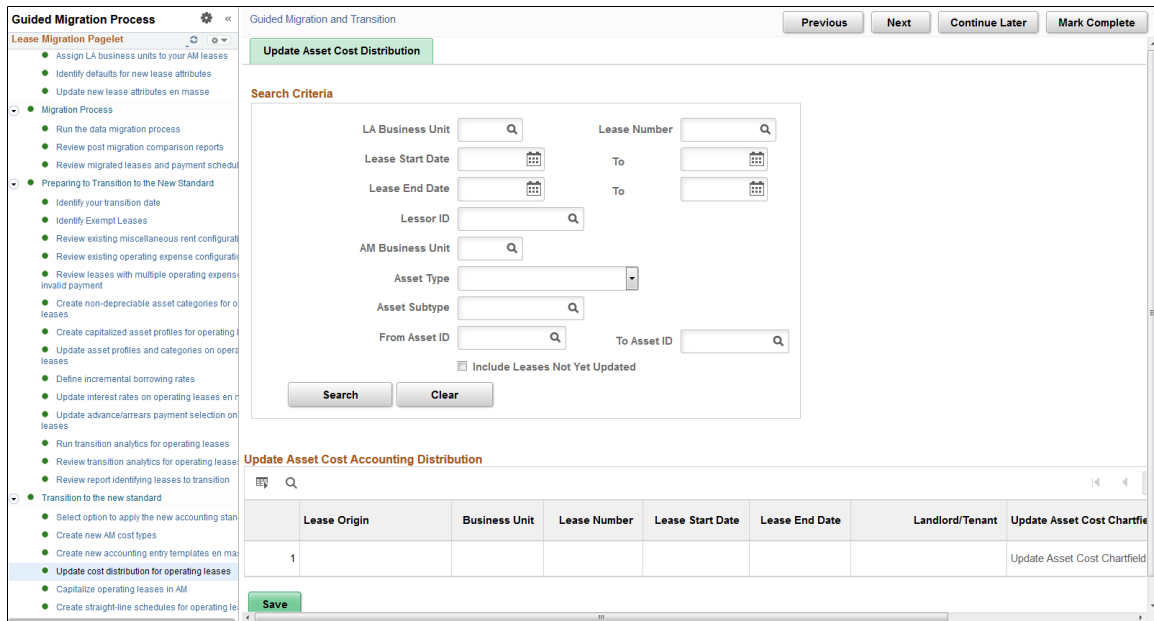 Guided Migration Process
Lease Migration Pagelet
Assign LA business units to your AM leases
Identify defaults for new lease attributes
Update new lease attributes en masse
Migration Process
Run the data migration process
Review post migration comparison reports
Review migrated leases and payment schedul
Preparing to Transition to the New Standard
Identify your transition date
Identify Exempt Leases
Review existing miscellaneous rent configurati
Review existing operating expense configuratio
Review leases with multiple operating expense
invalid payment
Create non-depreciable asset categories for o
leases
Create capitalized asset profiles for operating l
Update asset profiles and categories on opera
leases
Define incremental borrowing rates
Update interest rates on operating leases en m
Update advance/arrears payment selection on
leases
Run transition analytics for operating leases
Review transition analytics for operating lease
Review report identifying leases to transition
Transition to the new standard
Select option to apply the new accounting stan
Create new AM cost types
Create new accounting entry templates en mas
Update cost distribution for operating leases
Capitalize operating leases in AM
Create straight-line schedules for operating le
Guided Migration and Transition
Previous
Next
Continue Later
Mark Complete
Update Asset Cost Distribution
Search Criteria
LA Business Unit
Lease Number
Lease Start Date
To
Lease End Date
To
Lessor ID
AM Business Unit
Asset Type
Asset Subtype
From Asset ID
To Asset ID
Include Leases Not Yet Updated
Search
Clear
Update Asset Cost Accounting Distribution
Lease Origin
Business Unit
Lease Number
Lease Start Date
Lease End Date
Landlord/Tenant
Update Asset Cost Chartfie
1
Update Asset Cost Chartfield
Save